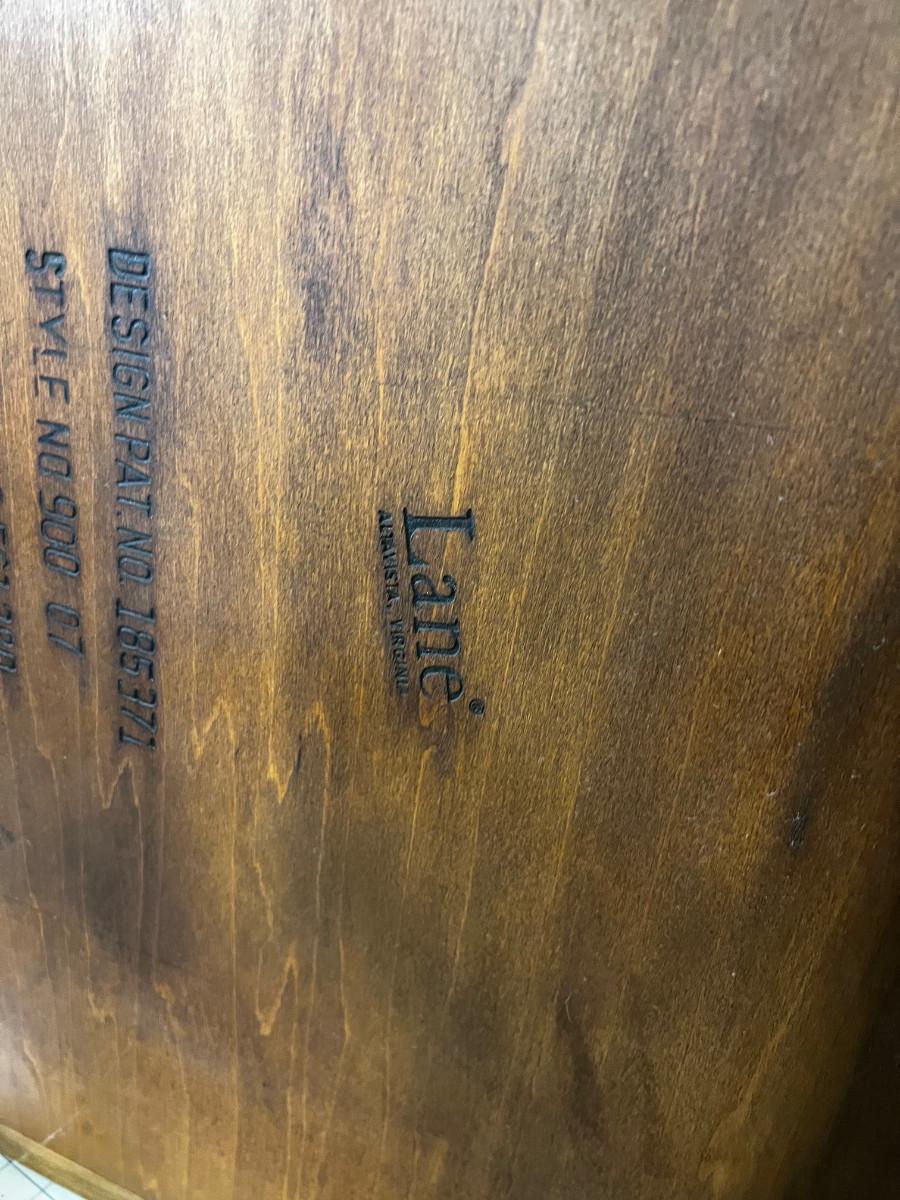 Lane®
ALTAVISTA, VIRGINIA
DESIGN PAT. NO. 185371
STYLE NO 900 07